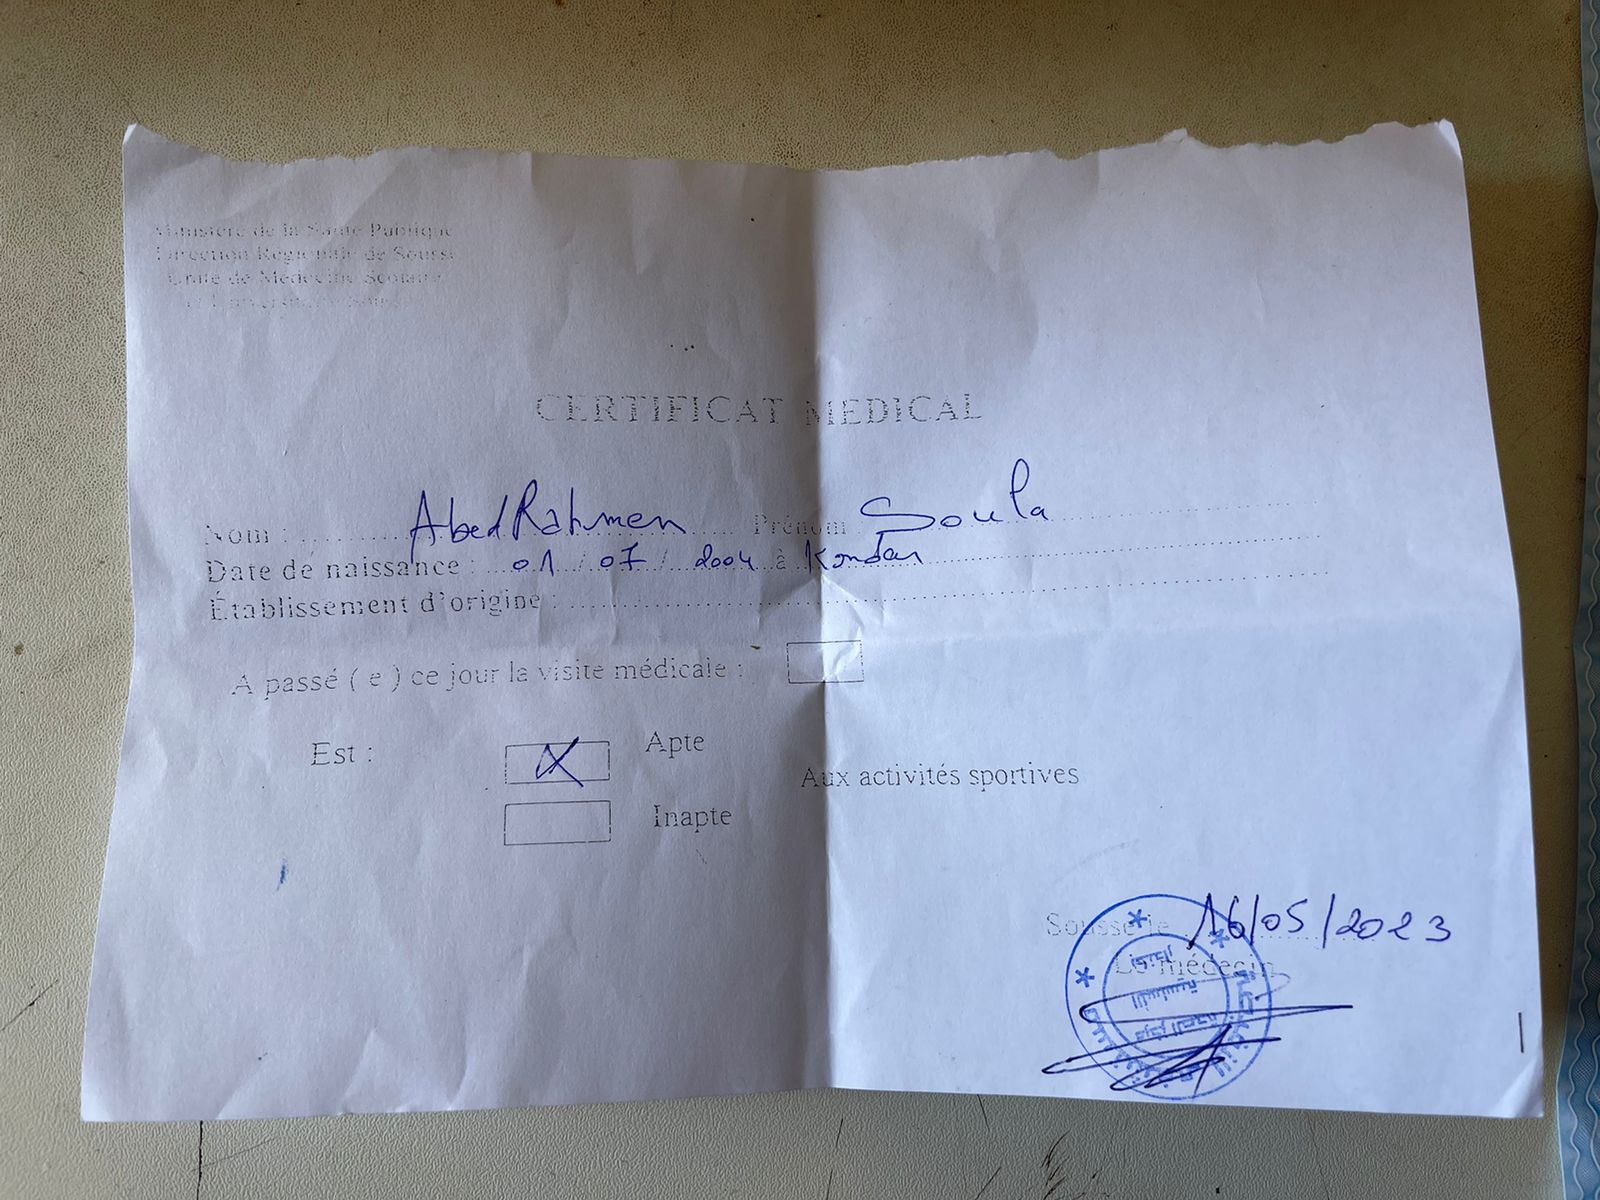 Ministère de la Santé Publique
Direction Régionale de Sousse
Unité de Médecine Scolaire
CERTIFICAT MEDICAL
Nom : AbedRahmen Prénom : Soula
Date de naissance : 01 / 07 / 2004 à Kondar
Établissement d'origine :
A passé ( e ) ce jour la visite médicale :
Est : X Apte
Aux activités sportives
Inapte
Sousse le 16/05/2023
Le médecin